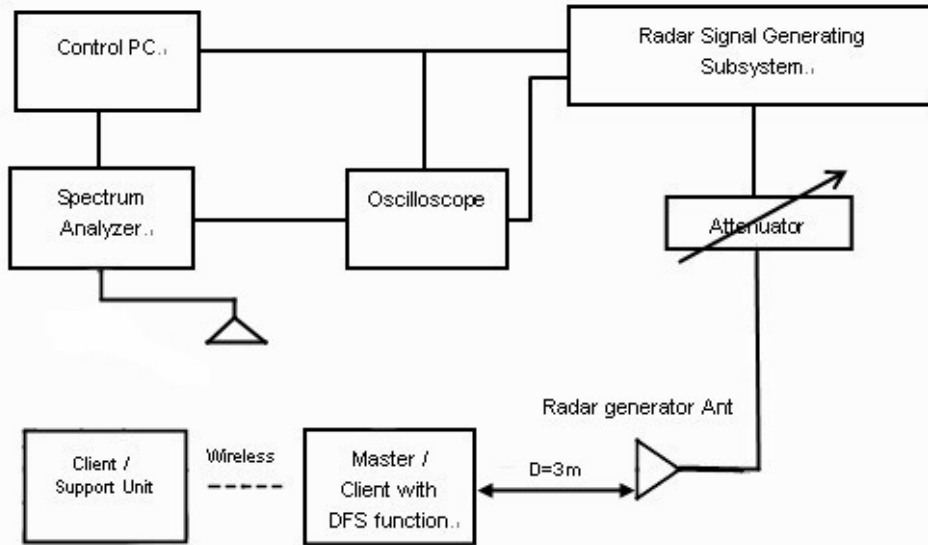 Control PC.
Radar Signal Generating
Subsystem.
Spectrum
Analyzer.
Oscilloscope
Attenuator
Radar generator Ant
Client /
Support Unit
Wireless
Master /
Client with
DFS function.
D=3m